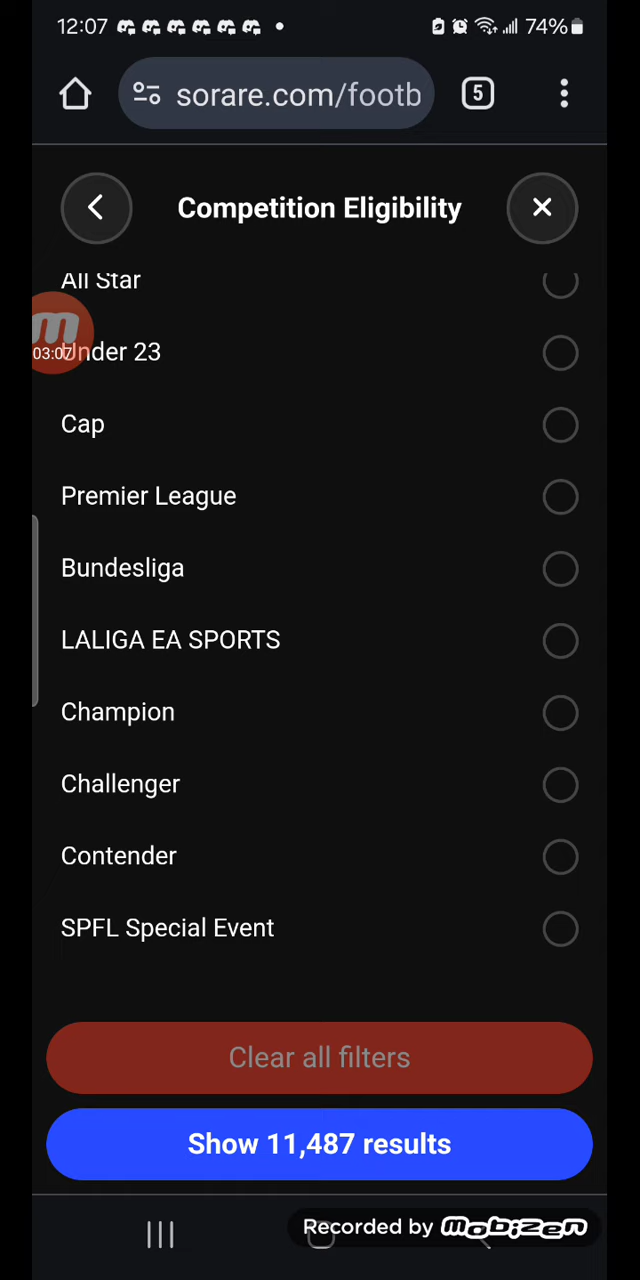 12:07 74%
sorare.com/footb 5
Competition Eligibility
All Star
03:07
Under 23
Cap
Premier League
Bundesliga
LALIGA EA SPORTS
Champion
Challenger
Contender
SPFL Special Event
Clear all filters
Show 11,487 results
Recorded by mobizen